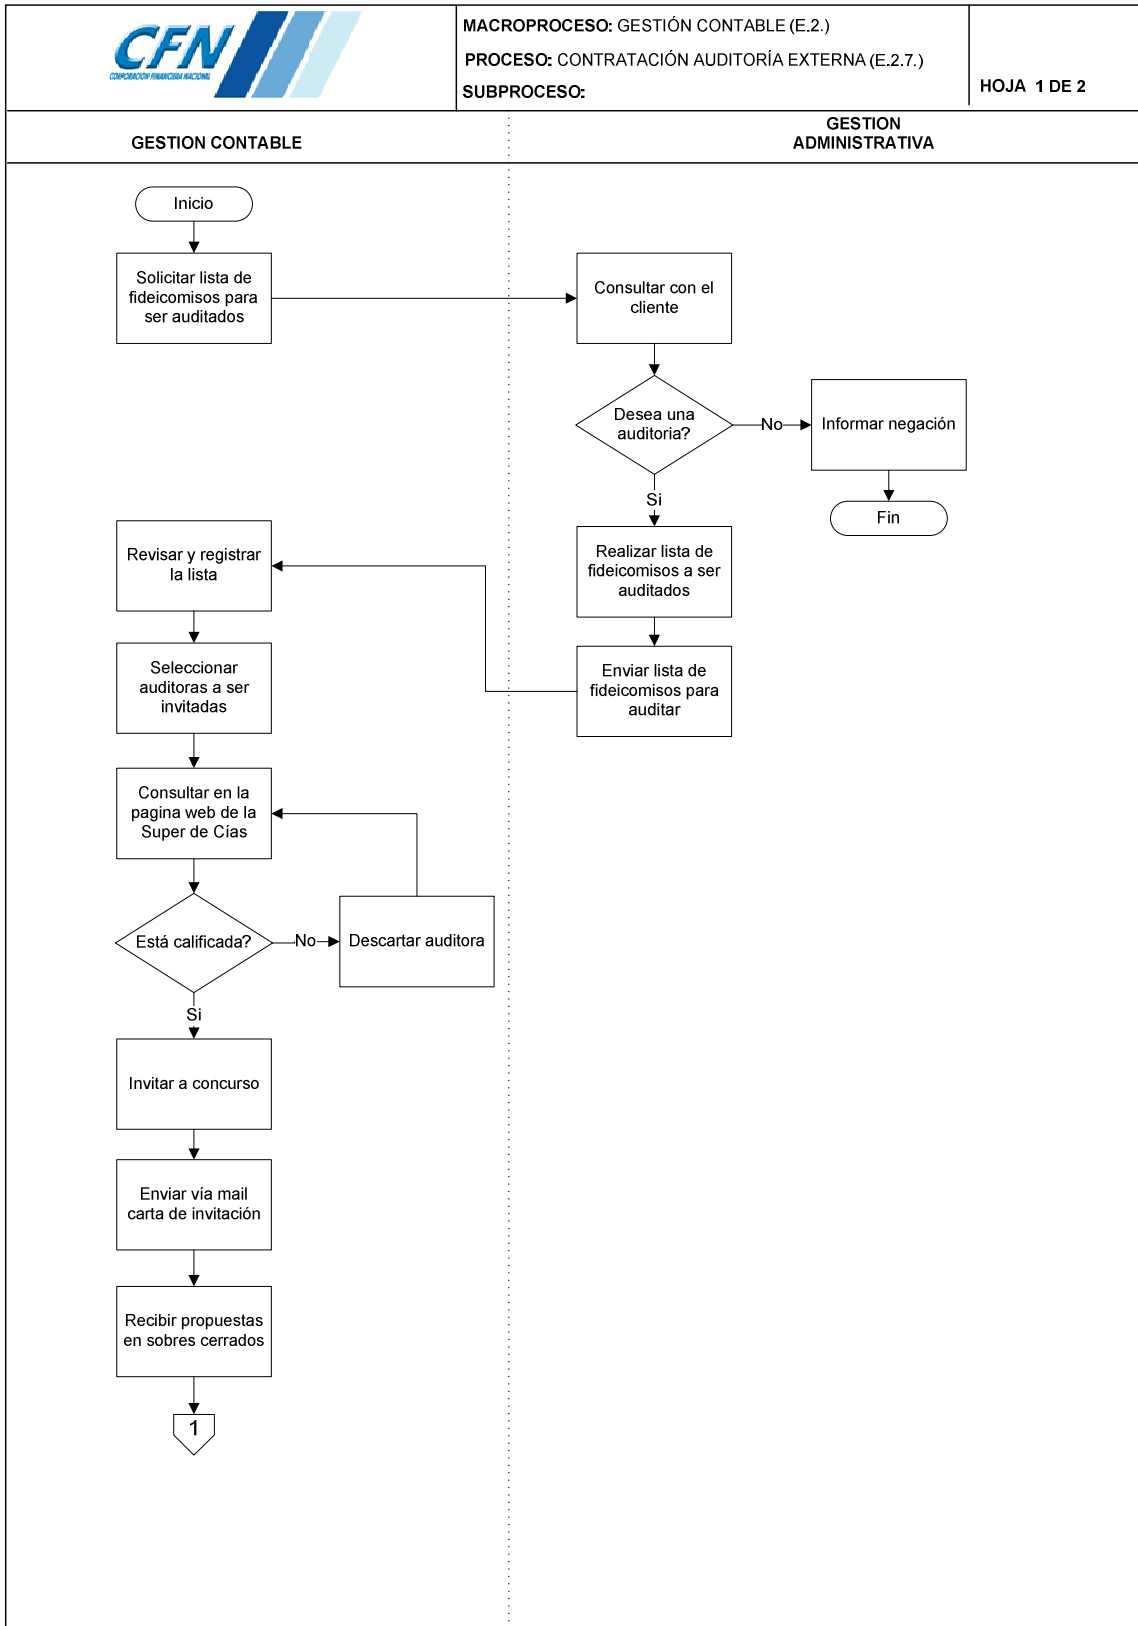 CFN
CORPORACION FINANCIERA NACIONAL
MACROPROCESO: GESTIÓN CONTABLE (E.2.)
PROCESO: CONTRATACIÓN AUDITORÍA EXTERNA (E.2.7.)
SUBPROCESO:
HOJA 1 DE 2
GESTION CONTABLE
GESTION
ADMINISTRATIVA
Inicio
Solicitar lista de
fideicomisos para
ser auditados
Consultar con el
cliente
Desea una
auditoria?
No
Informar negación
Fin
Si
Realizar lista de
fideicomisos a ser
auditados
Enviar lista de
fideicomisos para
auditar
Revisar y registrar
la lista
Seleccionar
auditoras a ser
invitadas
Consultar en la
pagina web de la
Super de Cías
Está calificada?
No
Descartar auditora
Si
Invitar a concurso
Enviar vía mail
carta de invitación
Recibir propuestas
en sobres cerrados
1